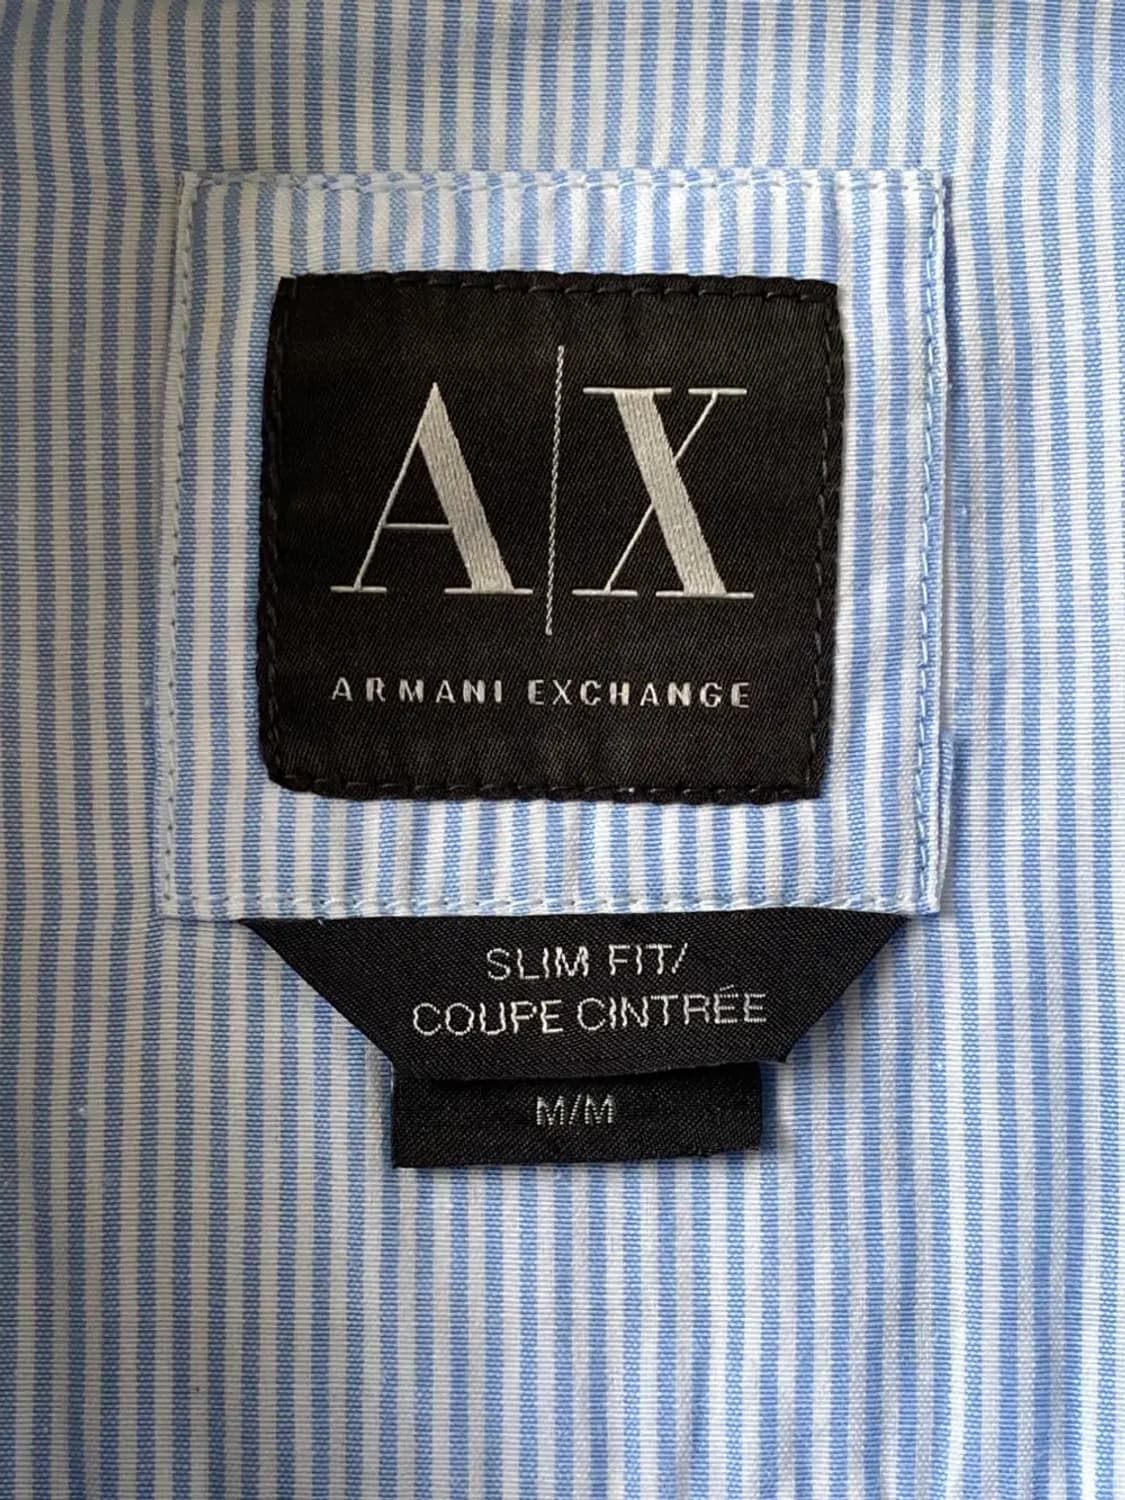 A|X
ARMANI EXCHANGE
SLIM FIT/
COUPE CINTRÉE
M/M